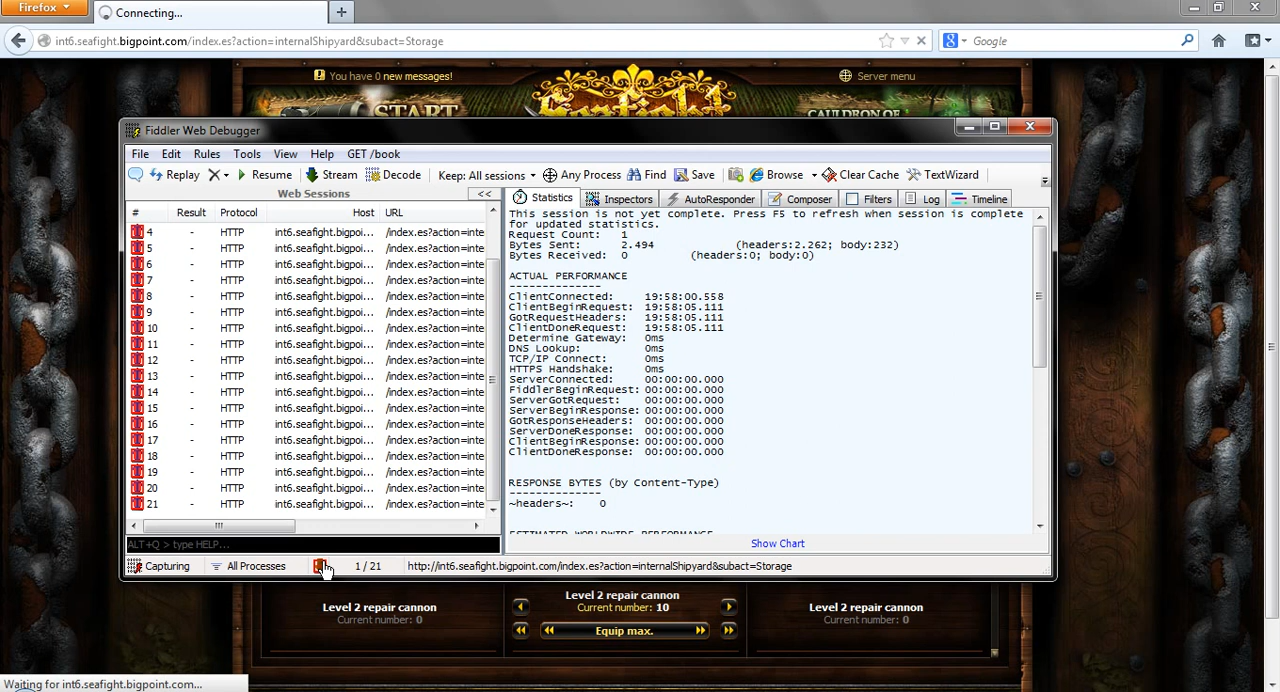 Firefox
Connecting...
int6.seafight.bigpoint.com/index.es?action=internalShipyard&subact=Storage
Google
You have 0 new messages!
Server menu
START
Seafight
CAULDRON OF
Fiddler Web Debugger
File Edit Rules Tools View Help GET /book
Replay Resume Stream Decode Keep: All sessions Any Process Find Save Browse Clear Cache TextWizard
Web Sessions <<
Statistics Inspectors AutoResponder Composer Filters Log Timeline
# Result Protocol Host URL
4 - HTTP int6.seafight.bigpoi... /index.es?action=inte
5 - HTTP int6.seafight.bigpoi... /index.es?action=inte
6 - HTTP int6.seafight.bigpoi... /index.es?action=inte
7 - HTTP int6.seafight.bigpoi... /index.es?action=inte
8 - HTTP int6.seafight.bigpoi... /index.es?action=inte
9 - HTTP int6.seafight.bigpoi... /index.es?action=inte
10 - HTTP int6.seafight.bigpoi... /index.es?action=inte
11 - HTTP int6.seafight.bigpoi... /index.es?action=inte
12 - HTTP int6.seafight.bigpoi... /index.es?action=inte
13 - HTTP int6.seafight.bigpoi... /index.es?action=inte
14 - HTTP int6.seafight.bigpoi... /index.es?action=inte
15 - HTTP int6.seafight.bigpoi... /index.es?action=inte
16 - HTTP int6.seafight.bigpoi... /index.es?action=inte
17 - HTTP int6.seafight.bigpoi... /index.es?action=inte
18 - HTTP int6.seafight.bigpoi... /index.es?action=inte
19 - HTTP int6.seafight.bigpoi... /index.es?action=inte
20 - HTTP int6.seafight.bigpoi... /index.es?action=inte
21 - HTTP int6.seafight.bigpoi... /index.es?action=inte
ALT+Q > type HELP...
This session is not yet complete. Press F5 to refresh when session is complete
for updated statistics.
Request Count: 1
Bytes Sent: 2.494 (headers:2.262; body:232)
Bytes Received: 0 (headers:0; body:0)
ACTUAL PERFORMANCE
--------------
ClientConnected: 19:58:00.558
ClientBeginRequest: 19:58:05.111
GotRequestHeaders: 19:58:05.111
ClientDoneRequest: 19:58:05.111
Determine Gateway: 0ms
DNS Lookup: 0ms
TCP/IP Connect: 0ms
HTTPS Handshake: 0ms
ServerConnected: 00:00:00.000
FiddlerBeginRequest: 00:00:00.000
ServerGotRequest: 00:00:00.000
ServerBeginResponse: 00:00:00.000
GotResponseHeaders: 00:00:00.000
ServerDoneResponse: 00:00:00.000
ClientBeginResponse: 00:00:00.000
ClientDoneResponse: 00:00:00.000
RESPONSE BYTES (by Content-Type)
--------------
~headers~: 0
ESTIMATED WORLDWIDE PERFORMANCE
Show Chart
Capturing All Processes 1 / 21 http://int6.seafight.bigpoint.com/index.es?action=internalShipyard&subact=Storage
Level 2 repair cannon
Current number: 0
Level 2 repair cannon
Current number: 10
Equip max.
Level 2 repair cannon
Current number: 0
Waiting for int6.seafight.bigpoint.com...